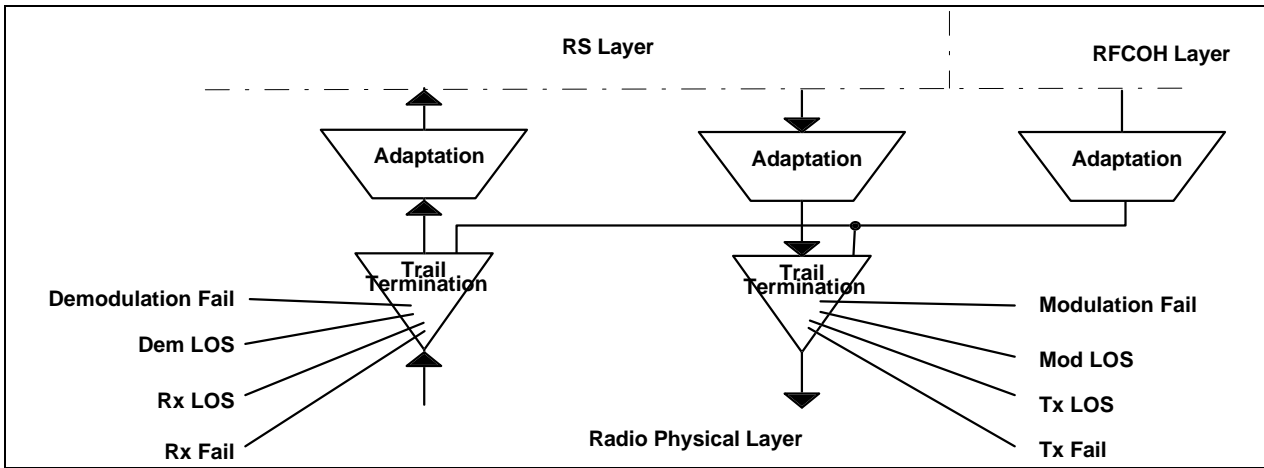 RS Layer
RFCOH Layer
Adaptation
Adaptation
Adaptation
Trail
Termination
Trail
Termination
Demodulation Fail
Dem LOS
Rx LOS
Rx Fail
Modulation Fail
Mod LOS
Tx LOS
Tx Fail
Radio Physical Layer